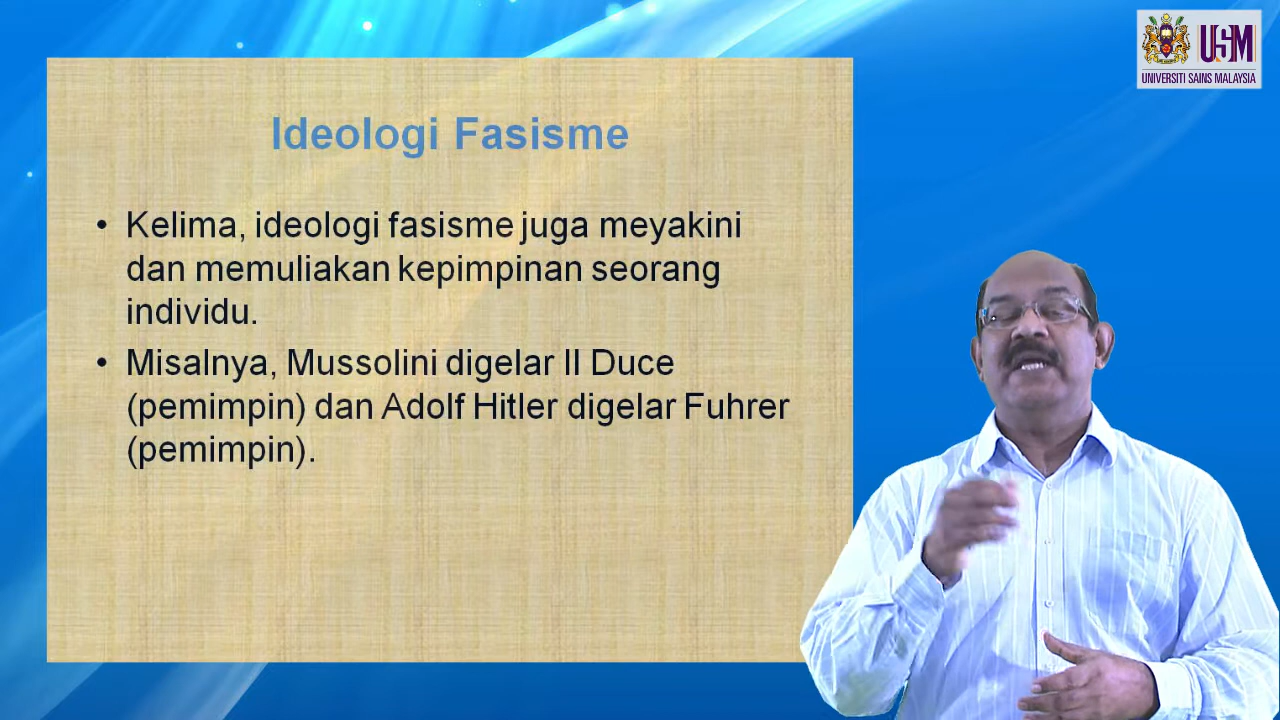 USM
UNIVERSITI SAINS MALAYSIA
Ideologi Fasisme
• Kelima, ideologi fasisme juga meyakini
dan memuliakan kepimpinan seorang
individu.
• Misalnya, Mussolini digelar II Duce
(pemimpin) dan Adolf Hitler digelar Fuhrer
(pemimpin).